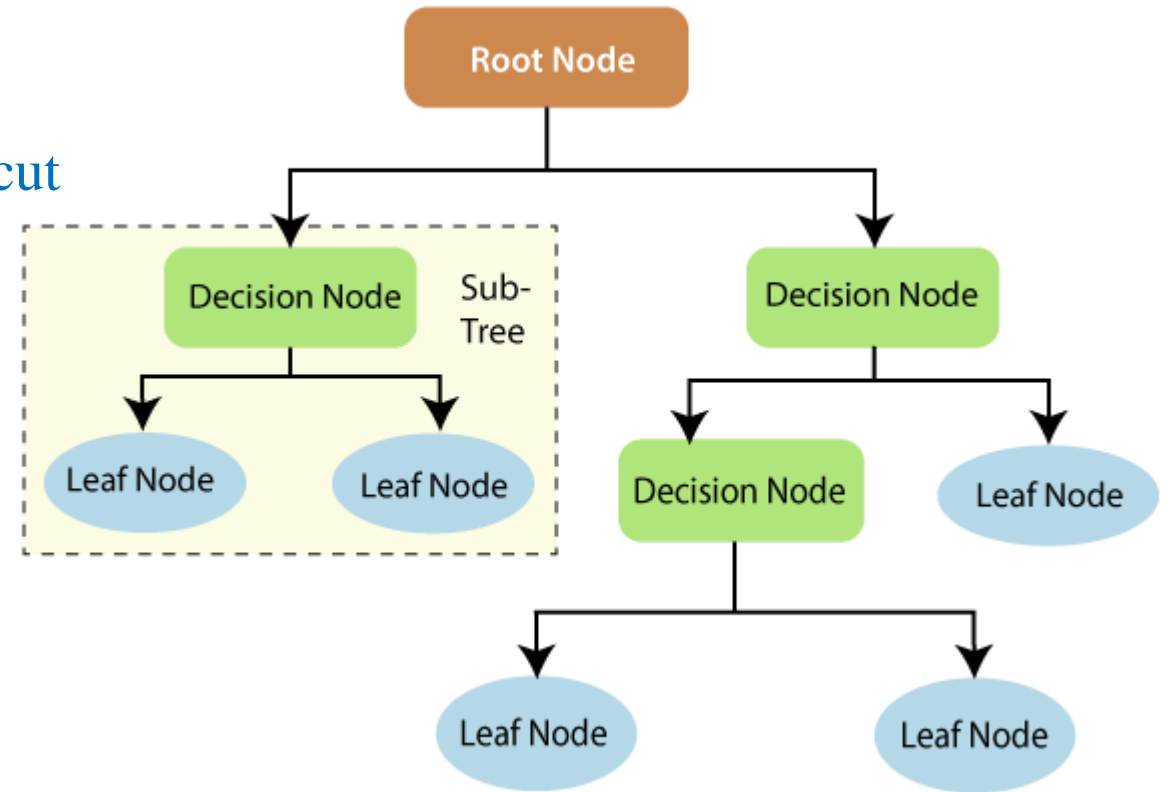 Root Node
cut
Decision Node
Sub-
Tree
Decision Node
Leaf Node
Leaf Node
Decision Node
Leaf Node
Leaf Node
Leaf Node